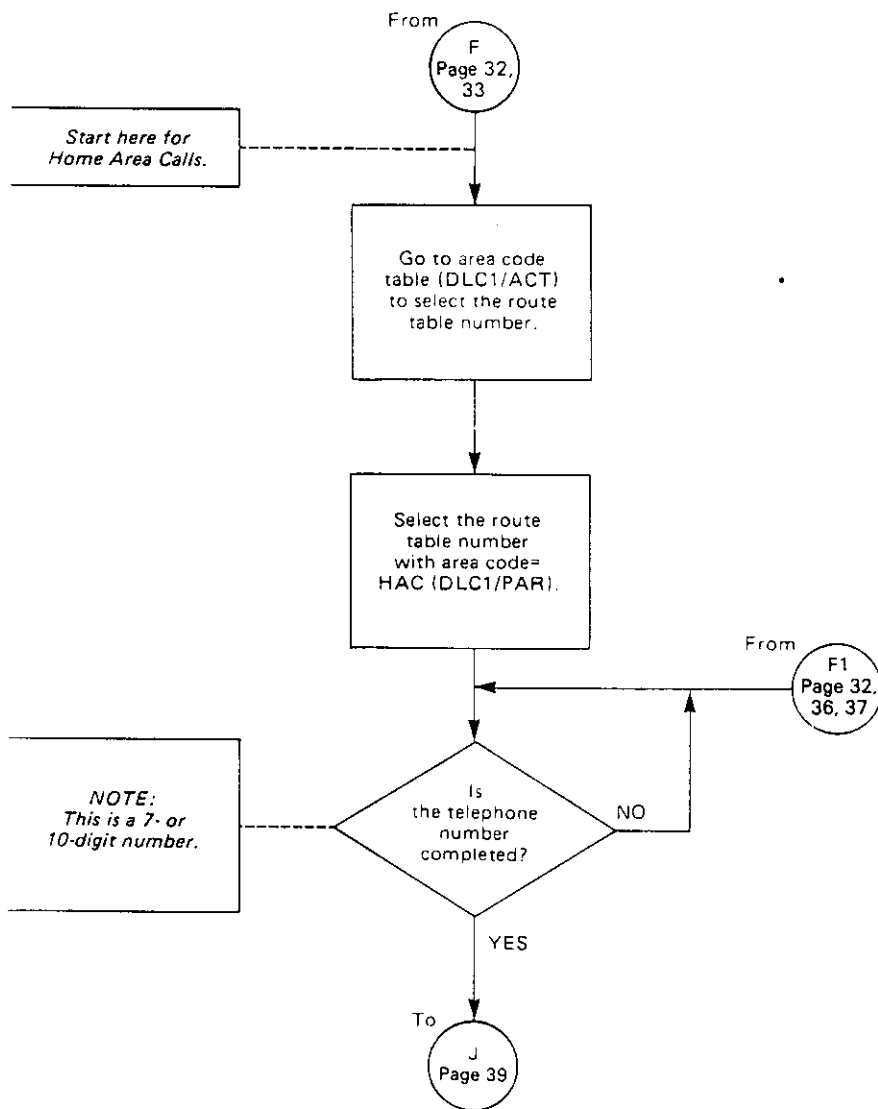 From
F
Page 32,
33
Start here for
Home Area Calls.
Go to area code
table (DLC1/ACT)
to select the route
table number.
Select the route
table number
with area code=
HAC (DLC1/PAR).
From
F1
Page 32,
36, 37
NOTE:
This is a 7- or
10-digit number.
Is
the telephone
number
completed?
NO
YES
To
J
Page 39